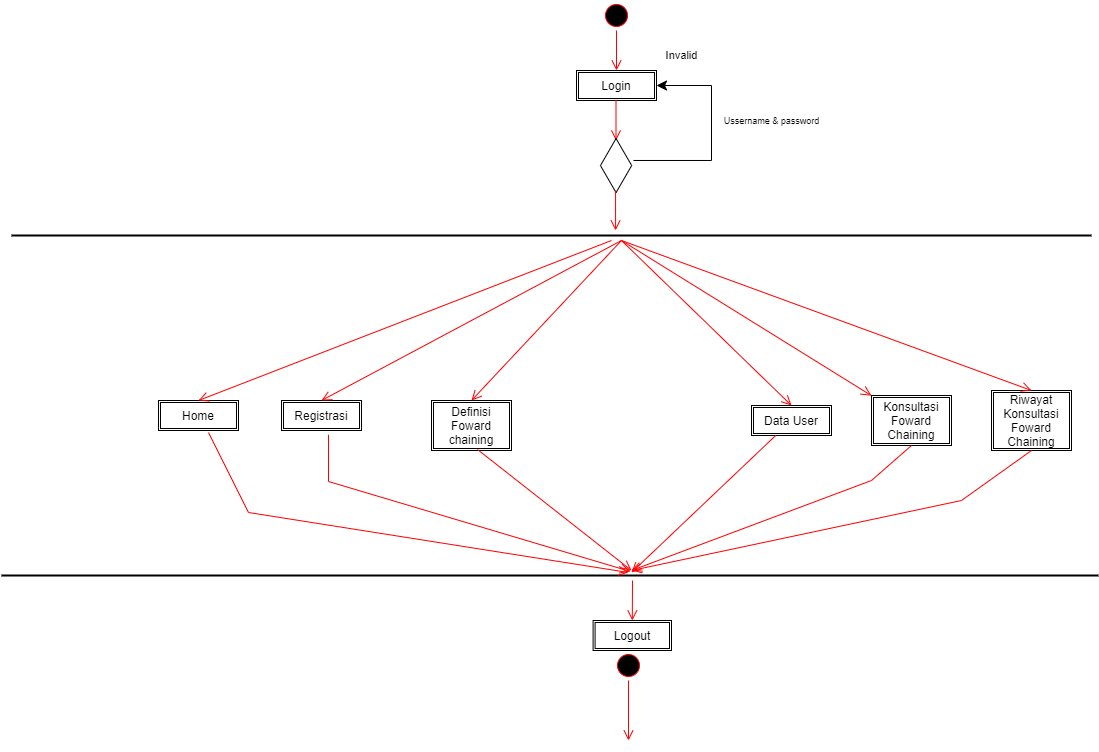 Invalid
Login
Ussername & password
Home
Registrasi
Definisi
Foward
chaining
Data User
Konsultasi
Foward
Chaining
Riwayat
Konsultasi
Foward
Chaining
Logout